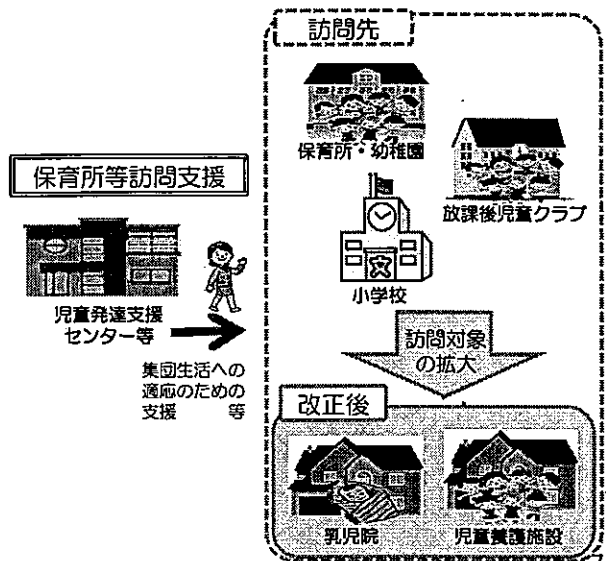 訪問先
保育所・幼稚園
放課後児童クラブ
小学校
保育所等訪問支援
児童発達支援
センター等
集団生活への
適応のための
支援　　等
訪問対象
の拡大
改正後
乳児院
児童養護施設